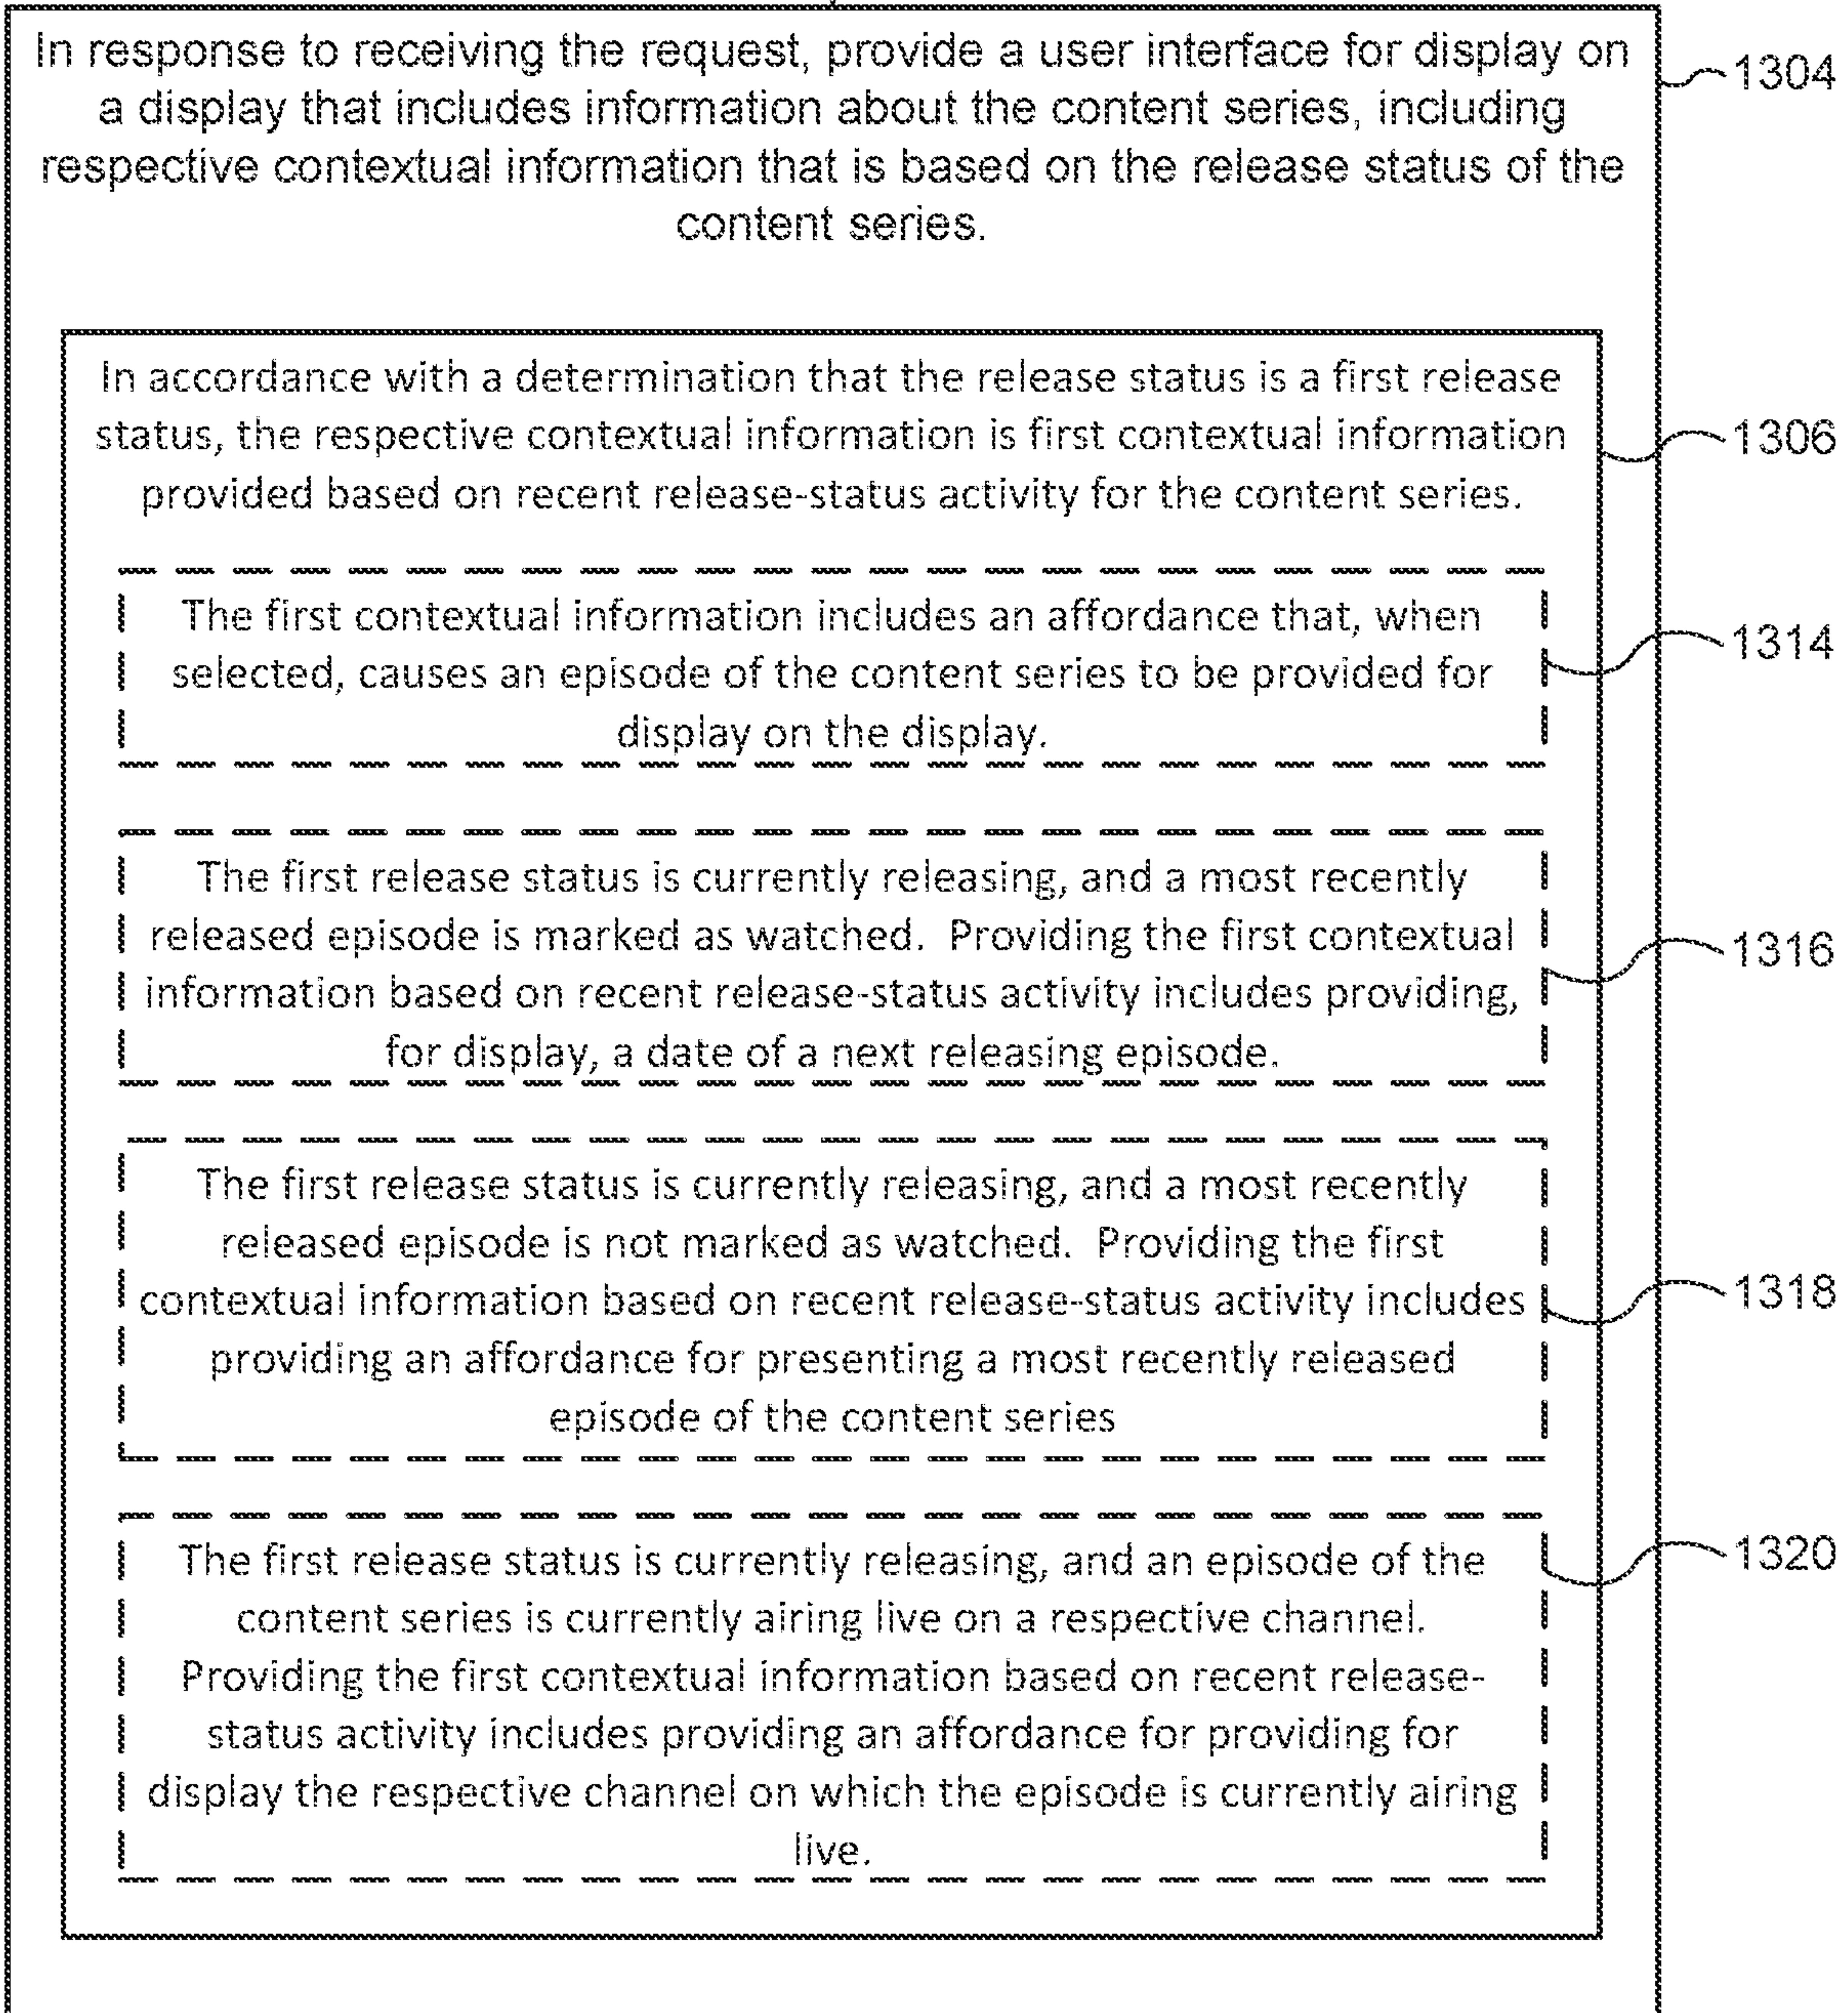 In response to receiving the request, provide a user interface for display on
a display that includes information about the content series, including
respective contextual information that is based on the release status of the
content series.
1304
In accordance with a determination that the release status is a first release
status, the respective contextual information is first contextual information
provided based on recent release-status activity for the content series.
1306
The first contextual information includes an affordance that, when
selected, causes an episode of the content series to be provided for
display on the display.
1314
The first release status is currently releasing, and a most recently
released episode is marked as watched. Providing the first contextual
information based on recent release-status activity includes providing,
for display, a date of a next releasing episode.
1316
The first release status is currently releasing, and a most recently
released episode is not marked as watched. Providing the first
contextual information based on recent release-status activity includes
providing an affordance for presenting a most recently released
episode of the content series
1318
The first release status is currently releasing, and an episode of the
content series is currently airing live on a respective channel.
Providing the first contextual information based on recent release-
status activity includes providing an affordance for providing for
display the respective channel on which the episode is currently airing
live.
1320